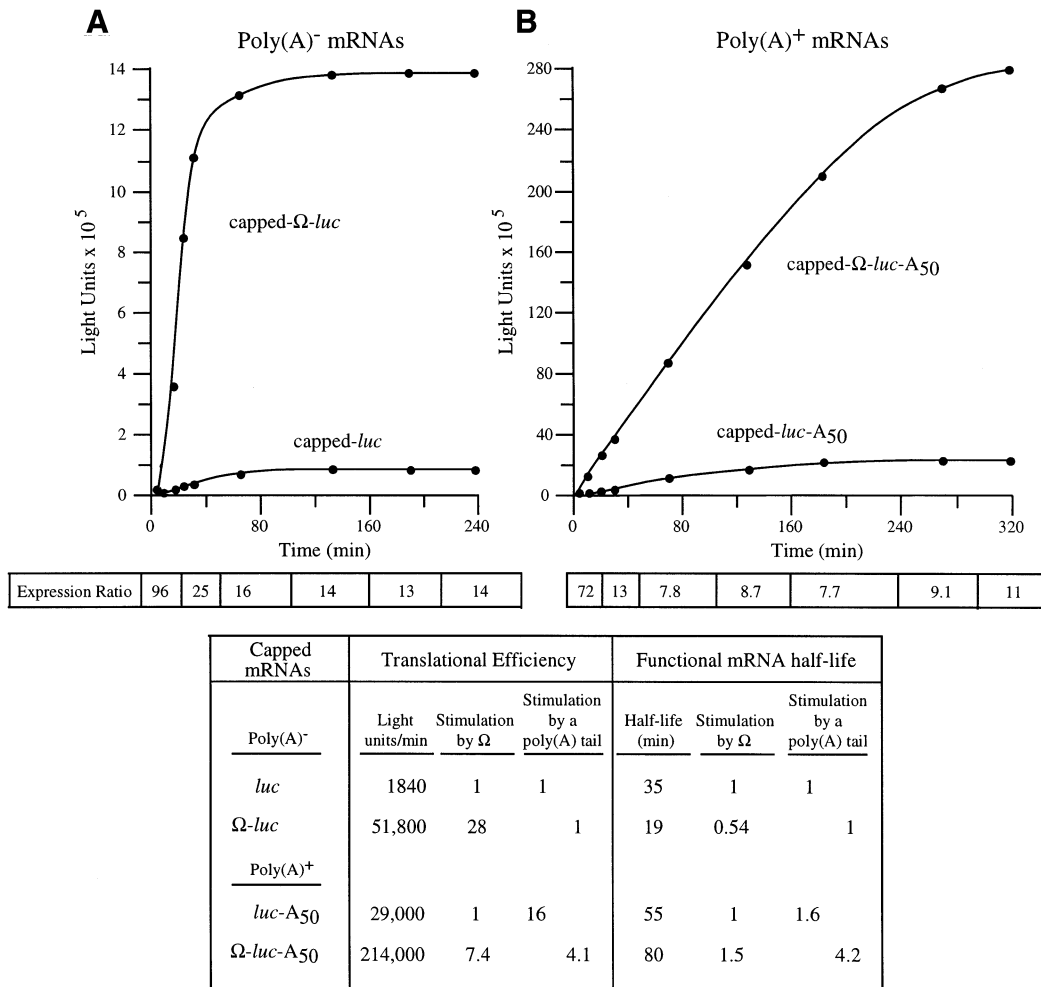 A
Poly(A)- mRNAs
14
12
10
8
6
4
2
0
Light Units x 10 5
capped-Ω-luc
capped-luc
0 80 160 240
Time (min)
B
Poly(A)+ mRNAs
280
240
200
160
120
80
40
0
Light Units x 10 5
capped-Ω-luc-A50
capped-luc-A50
0 80 160 240 320
Time (min)
Expression Ratio 96 25 16 14 13 14
72 13 7.8 8.7 7.7 9.1 11
Capped mRNAs Translational Efficiency Functional mRNA half-life
Poly(A)- Light units/min Stimulation by Ω Stimulation by a poly(A) tail Half-life (min) Stimulation by Ω Stimulation by a poly(A) tail
luc 1840 1 1 35 1 1
Ω-luc 51,800 28 1 19 0.54 1
Poly(A)+
luc-A50 29,000 1 16 55 1 1.6
Ω-luc-A50 214,000 7.4 4.1 80 1.5 4.2